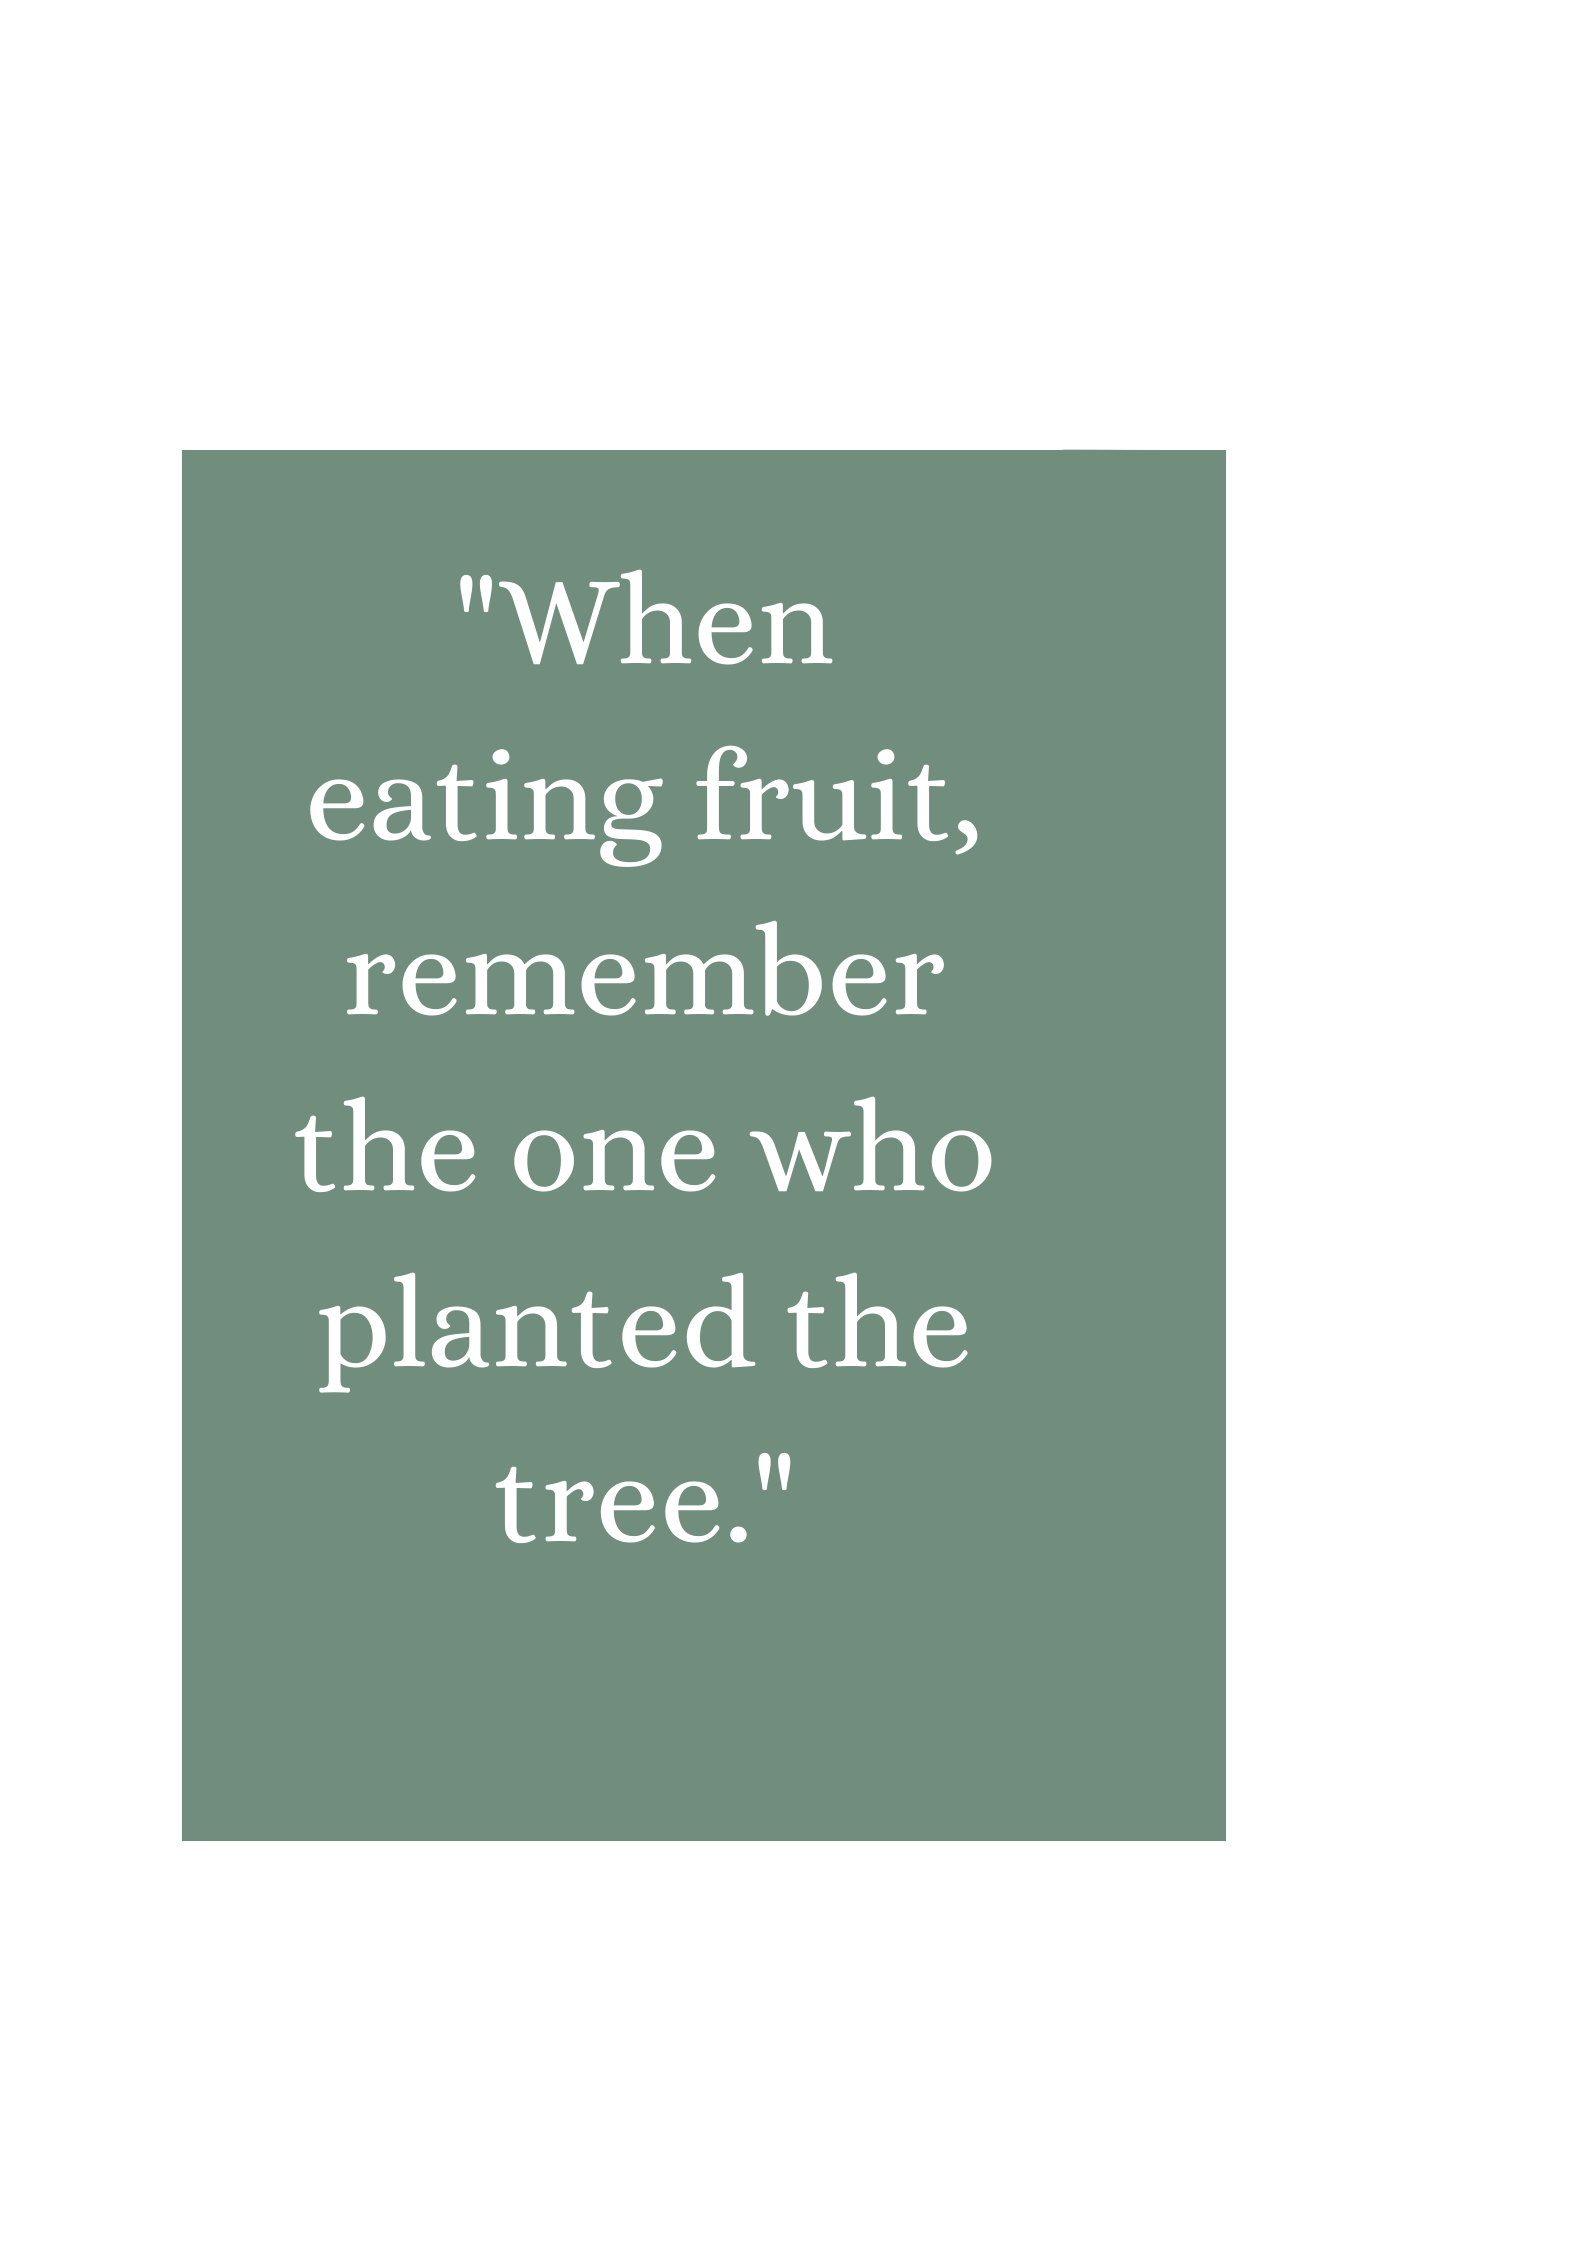 "When
eating fruit,
remember
the one who
planted the
tree."